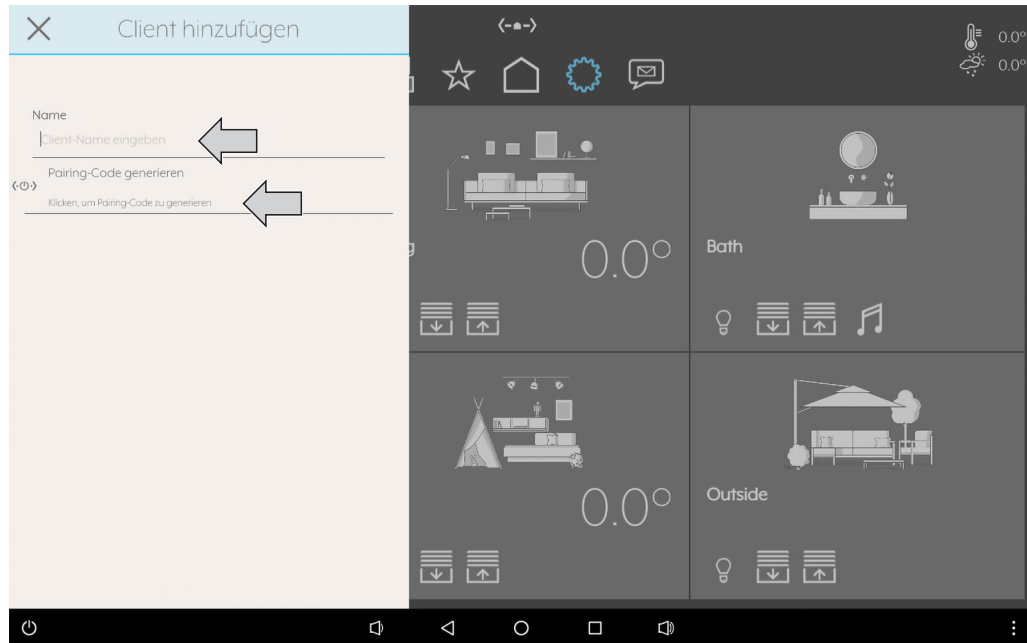 Client hinzufügen
0.0°
0.0°
Name
Client-Name eingeben
Pairing-Code generieren
Klicken, um Pairing-Code zu generieren
g
0.0°
Bath
0.0°
Outside